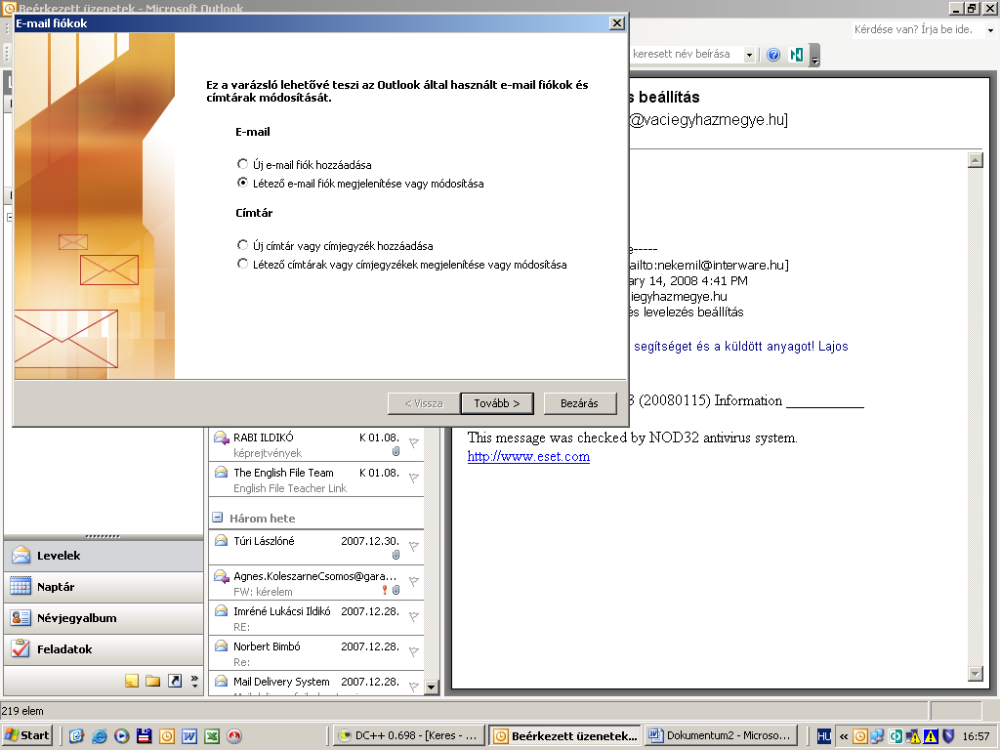 Beérkezett üzenetek - Microsoft Outlook
E-mail fiókok
Kérdése van? Írja be ide.
keresett név beírása
Ez a varázsló lehetővé teszi az Outlook által használt e-mail fiókok és
címtárak módosítását.
E-mail
Új e-mail fiók hozzáadása
Létező e-mail fiók megjelenítése vagy módosítása
Címtár
Új címtár vagy címjegyzék hozzáadása
Létező címtárak vagy címjegyzékek megjelenítése vagy módosítása
< Vissza
Tovább >
Bezárás
s beállítás
@vaciegyhazmegye.hu]
e-----
ailto:nekemil@interware.hu]
ary 14, 2008 4:41 PM
iegyhazmegye.hu
és levelezés beállítás
segítséget és a küldött anyagot! Lajos
3 (20080115) Information __________
This message was checked by NOD32 antivirus system.
http://www.eset.com
RABI ILDIKÓ K 01.08.
képrejtvények
The English File Team K 01.08.
English File Teacher Link
Három hete
Túri Lászlóné 2007.12.30.
Agnes.KoleszarneCsomos@gara...
FW: kérelem
Imréné Lukácsi Ildikó 2007.12.28.
RE:
Norbert Bimbó 2007.12.28.
Re:
Mail Delivery System 2007.12.28.
Levelek
Naptár
Névjegyalbum
Feladatok
219 elem
Start
DC++ 0.698 - [Keres - ...
Beérkezett üzenetek...
Dokumentum2 - Microso...
HU
16:57